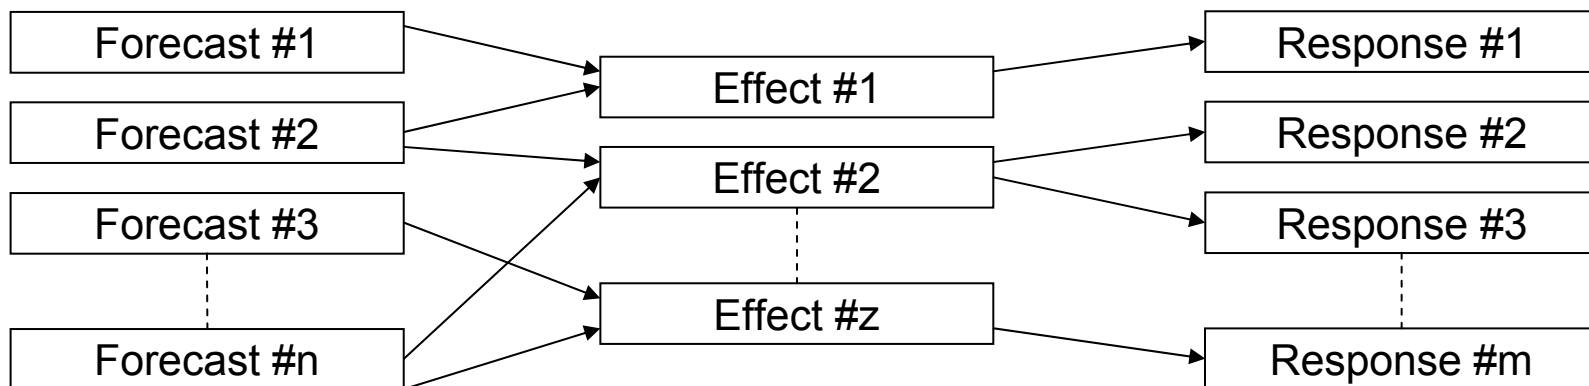 Forecast #1
Forecast #2
Forecast #3
Forecast #n
Effect #1
Effect #2
Effect #z
Response #1
Response #2
Response #3
Response #m